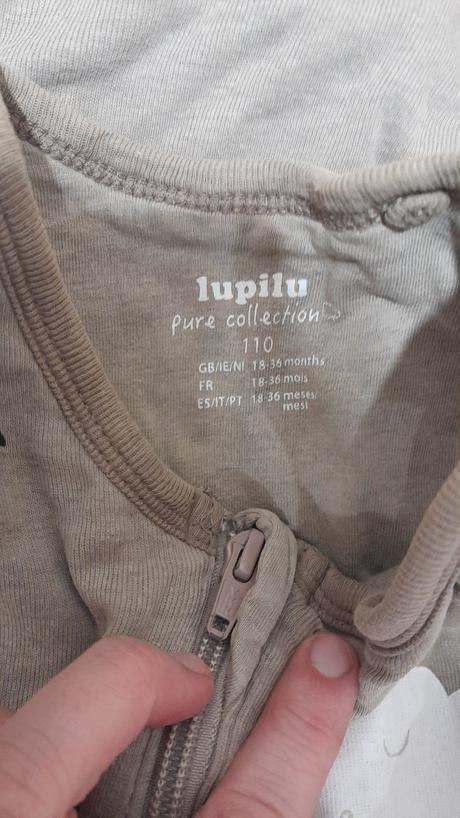 lupilu
pure collection
110
GB/IE/NI 18-36 months
FR 18-36 mois
ES/IT/PT 18-36 meses/
mesi